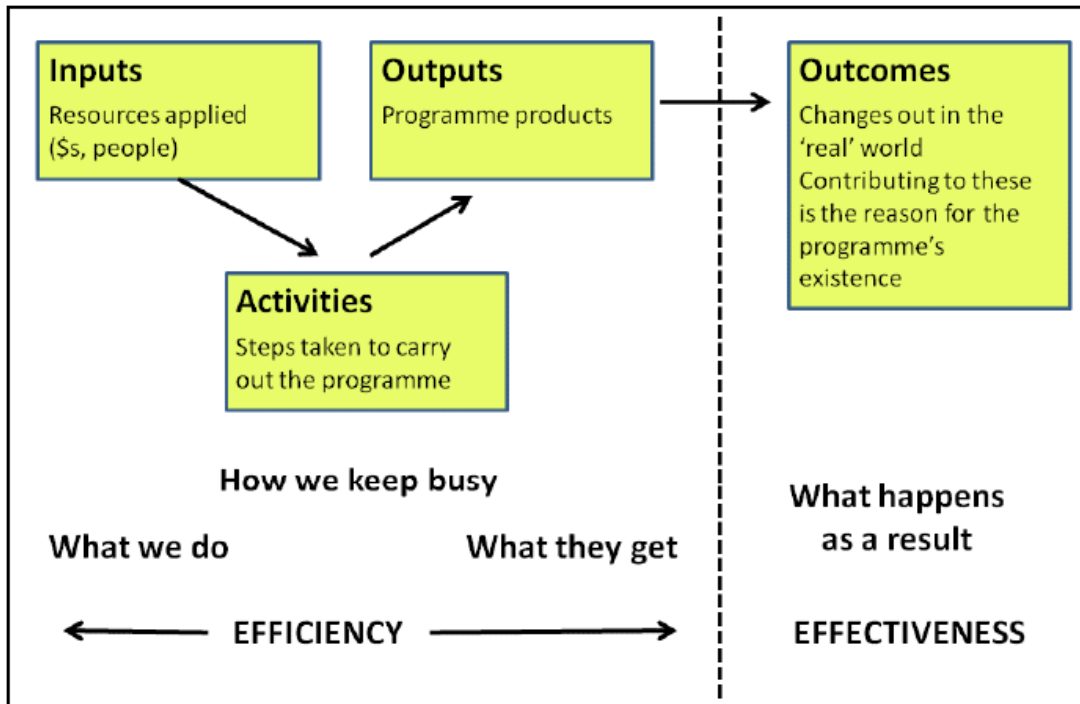 Inputs
Resources applied
($s, people)
Outputs
Programme products
Outcomes
Changes out in the
‘real’ world
Contributing to these
is the reason for the
programme’s
existence
Activities
Steps taken to carry
out the programme
How we keep busy
What we do
What they get
What happens
as a result
EFFICIENCY
EFFECTIVENESS